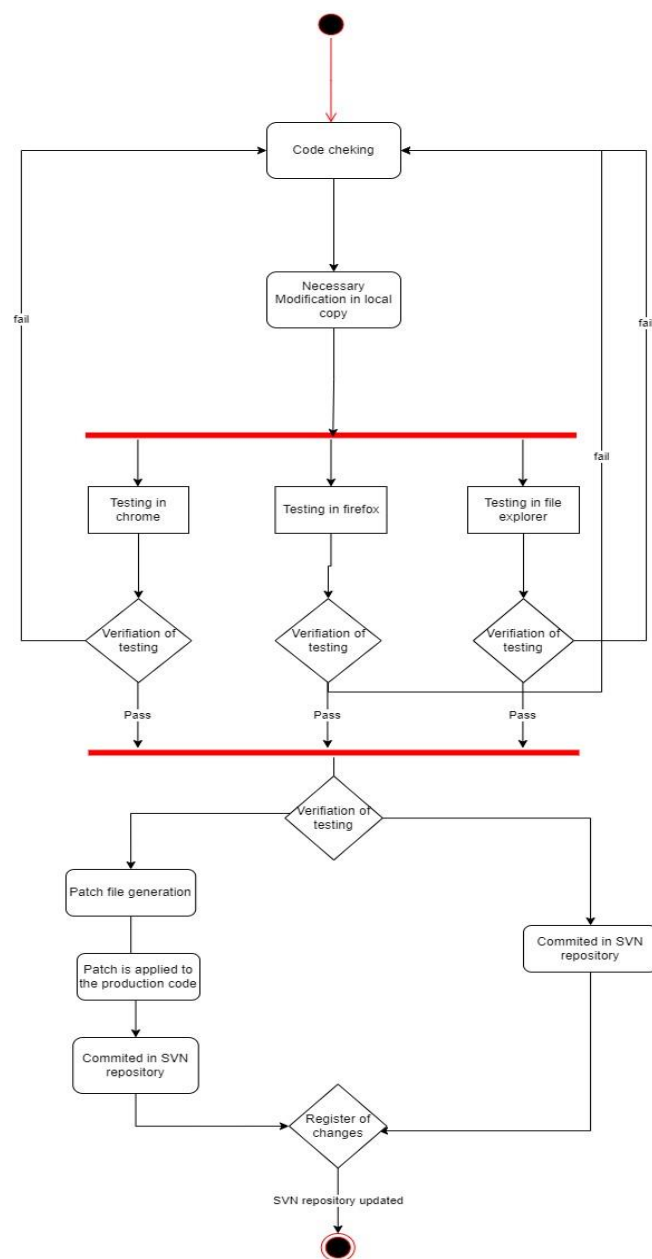 Code cheking
Necessary
Modification in local
copy
fail
fail
fail
Testing in
chrome
Testing in firefox
Testing in file
explorer
Verifiation of
testing
Verifiation of
testing
Verifiation of
testing
Pass
Pass
Pass
Verifiation of
testing
Patch file generation
Patch is applied to
the production code
Commited in SVN
repository
Commited in SVN
repository
Register of
changes
SVN repository updated